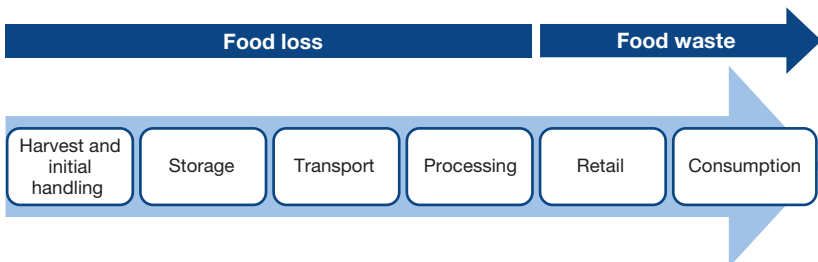 Food loss
Food waste
Harvest and
initial
handling
Storage
Transport
Processing
Retail
Consumption